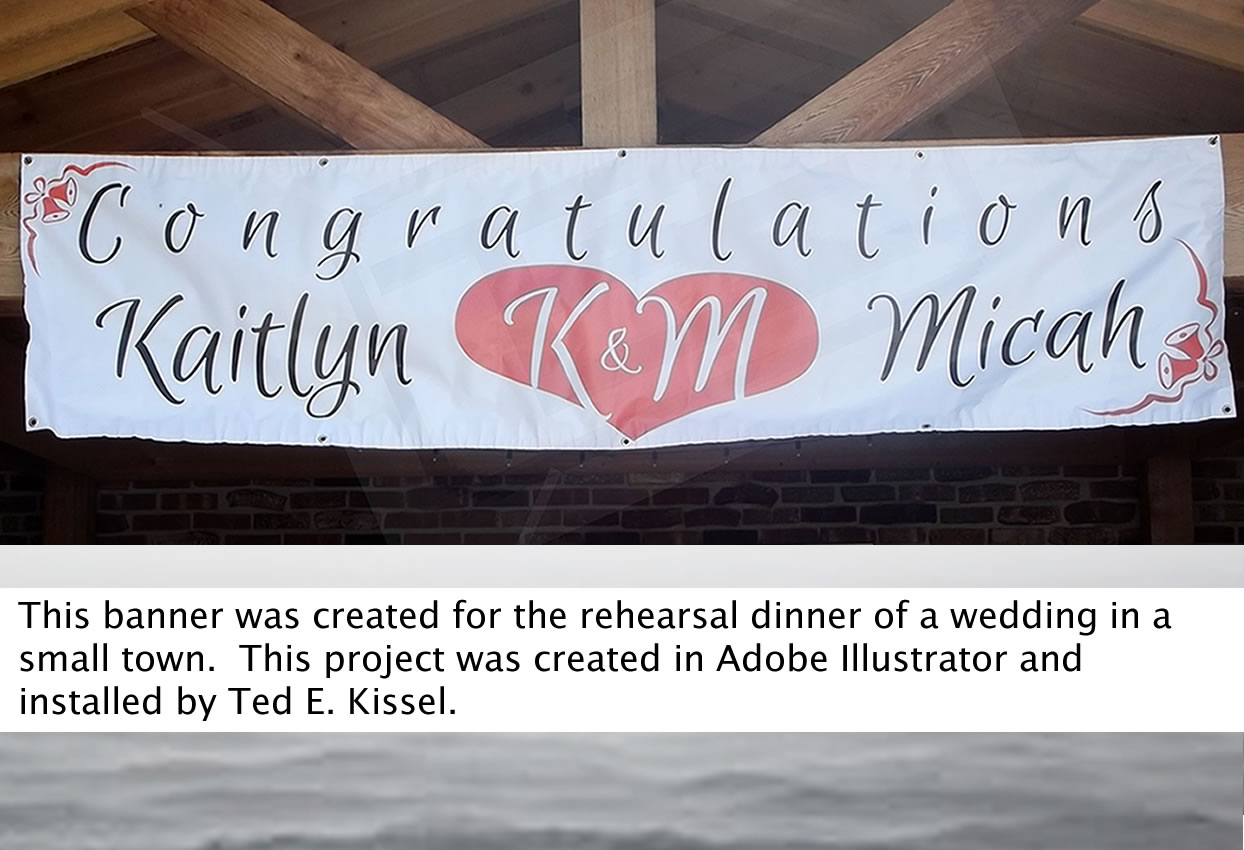 Congratulations
Kaitlyn K & M Micah
This banner was created for the rehearsal dinner of a wedding in a
small town.  This project was created in Adobe Illustrator and
installed by Ted E. Kissel.